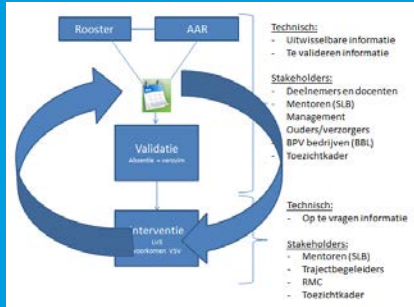 Rooster
AAR
Validatie
Absentie → verzuim
Interventie
LVS
voorkomen VSV
Technisch:
- Uitwisselbare informatie
- Te valideren informatie
Stakeholders:
- Deelnemers en docenten
- Mentoren (SLB)
Management
Ouders/verzorgers
- BPV bedrijven (BBL)
- Toezichtkader
Technisch:
- Op te vragen informatie
Stakeholders:
- Mentoren (SLB)
- Trajectbegeleiders
- RMC
- Toezichtkader